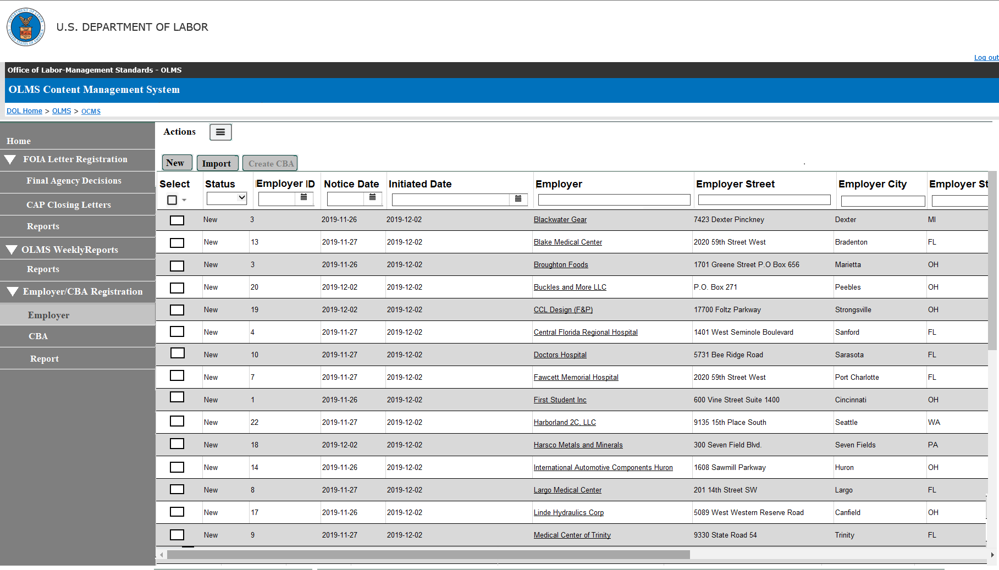 U.S. DEPARTMENT OF LABOR
Log out
Office of Labor-Management Standards - OLMS
OLMS Content Management System
DOL Home > OLMS > OCMS
Home
FOIA Letter Registration
Final Agency Decisions
CAP Closing Letters
Reports
OLMS WeeklyReports
Reports
Employer/CBA Registration
Employer
CBA
Report
Actions
New Import Create CBA
Select Status Employer ID Notice Date Initiated Date Employer Employer Street Employer City Employer St
New 3 2019-11-26 2019-12-02 Blackwater Gear 7423 Dexter Pinckney Dexter MI
New 13 2019-11-27 2019-12-02 Blake Medical Center 2020 59th Street West Bradenton FL
New 3 2019-11-26 2019-12-02 Broughton Foods 1701 Greene Street P.O Box 656 Marietta OH
New 20 2019-12-02 2019-12-02 Buckles and More LLC P.O. Box 271 Peebles OH
New 19 2019-12-02 2019-12-02 CCL Design (F&P) 17700 Foltz Parkway Strongsville OH
New 4 2019-11-27 2019-12-02 Central Florida Regional Hospital 1401 West Seminole Boulevard Sanford FL
New 10 2019-11-27 2019-12-02 Doctors Hospital 5731 Bee Ridge Road Sarasota FL
New 7 2019-11-27 2019-12-02 Fawcett Memorial Hospital 2020 59th Street West Port Charlotte FL
New 1 2019-11-26 2019-12-02 First Student Inc 600 Vine Street Suite 1400 Cincinnati OH
New 22 2019-11-27 2019-12-02 Harborland 2C, LLC 9135 15th Place South Seattle WA
New 18 2019-12-02 2019-12-02 Harsco Metals and Minerals 300 Seven Field Blvd. Seven Fields PA
New 14 2019-11-26 2019-12-02 International Automotive Components Huron 1608 Sawmill Parkway Huron OH
New 8 2019-11-27 2019-12-02 Largo Medical Center 201 14th Street SW Largo FL
New 17 2019-11-26 2019-12-02 Linde Hydraulics Corp 5089 West Western Reserve Road Canfield OH
New 9 2019-11-27 2019-12-02 Medical Center of Trinity 9330 State Road 54 Trinity FL